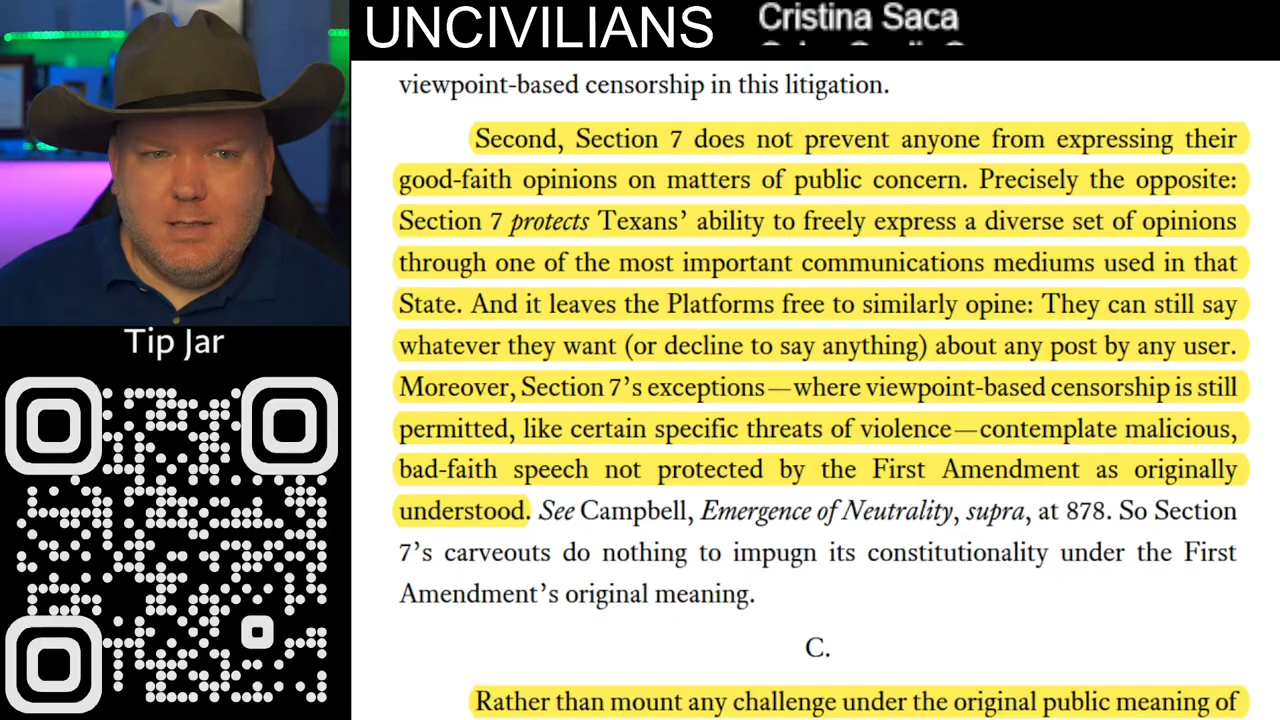 UNCIVILIANS
Cristina Saca
Tip Jar
viewpoint-based censorship in this litigation.
Second, Section 7 does not prevent anyone from expressing their
good-faith opinions on matters of public concern. Precisely the opposite:
Section 7 protects Texans’ ability to freely express a diverse set of opinions
through one of the most important communications mediums used in that
State. And it leaves the Platforms free to similarly opine: They can still say
whatever they want (or decline to say anything) about any post by any user.
Moreover, Section 7’s exceptions—where viewpoint-based censorship is still
permitted, like certain specific threats of violence—contemplate malicious,
bad-faith speech not protected by the First Amendment as originally
understood. See Campbell, Emergence of Neutrality, supra, at 878. So Section
7’s carveouts do nothing to impugn its constitutionality under the First
Amendment’s original meaning.
C.
Rather than mount any challenge under the original public meaning of